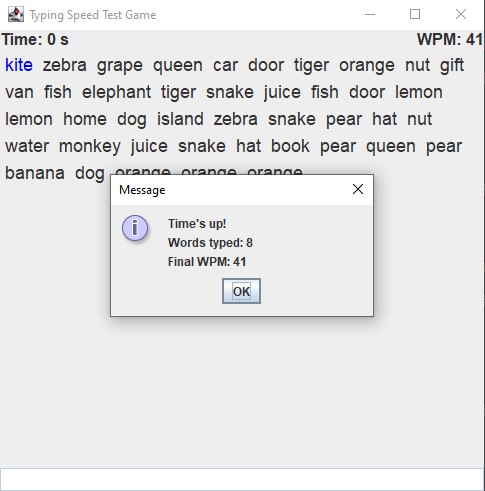 Typing Speed Test Game
Time: 0 s WPM: 41
kite zebra grape queen car door tiger orange nut gift
van fish elephant tiger snake juice fish door lemon
lemon home dog island zebra snake pear hat nut
water monkey juice snake hat book pear queen pear
banana dog orange orange orange
Message
Time's up!
Words typed: 8
Final WPM: 41
OK